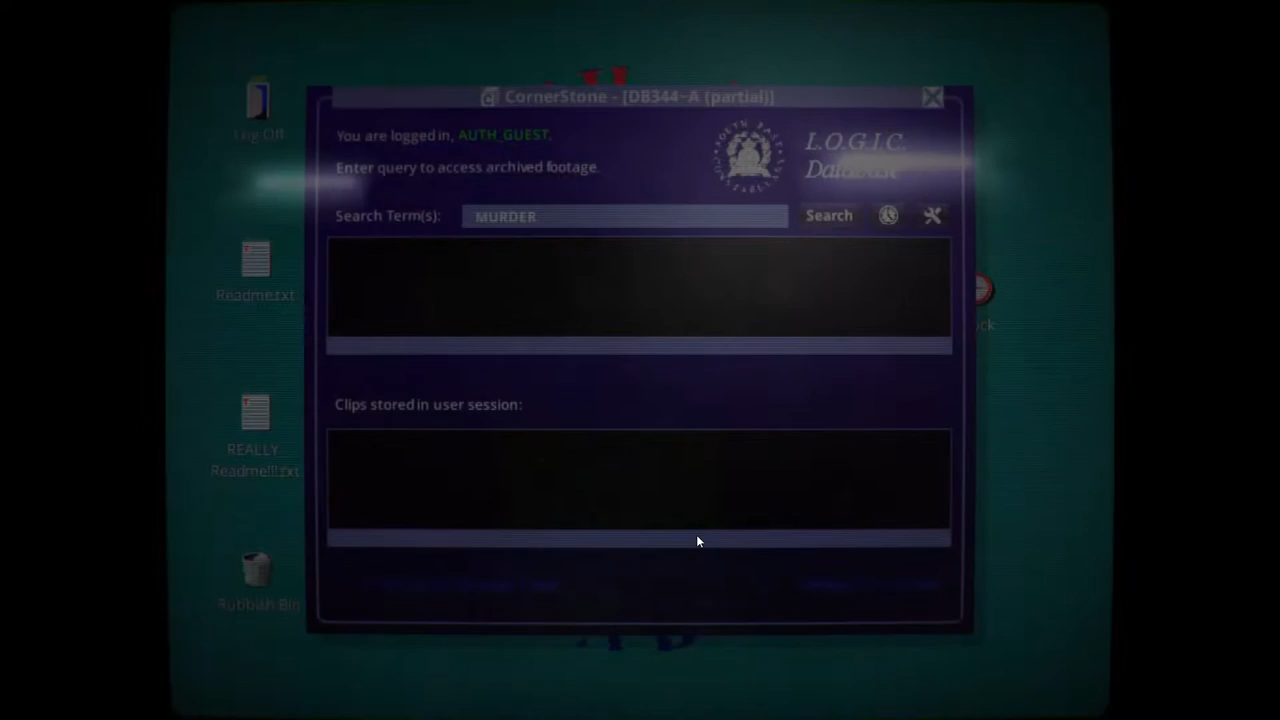 CornerStone - [DB344-A (partial)]
Log Off
You are logged in, AUTH_GUEST.
Enter query to access archived footage.
L.O.G.I.C.
Database
Search Term(s):
MURDER
Search
Readme.txt
Clips stored in user session:
REALLY
Readme!!!.txt
Rubbish Bin